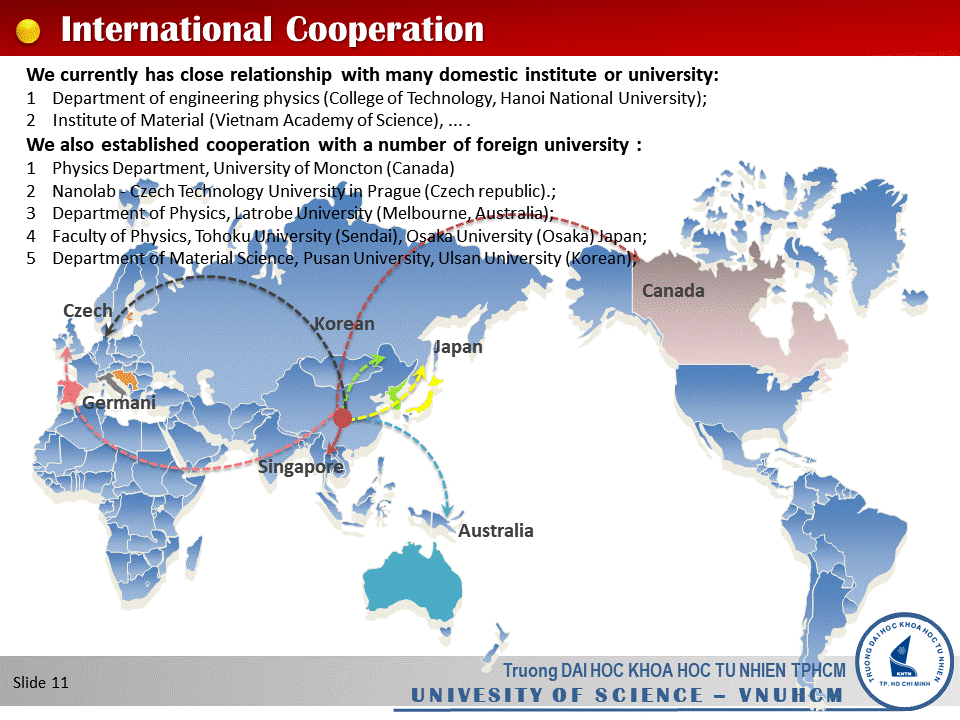 International Cooperation
We currently has close relationship with many domestic institute or university:
1 Department of engineering physics (College of Technology, Hanoi National University);
2 Institute of Material (Vietnam Academy of Science), ... .
We also established cooperation with a number of foreign university :
1 Physics Department, University of Moncton (Canada)
2 Nanolab - Czech Technology University in Prague (Czech republic).;
3 Department of Physics, Latrobe University (Melbourne, Australia);
4 Faculty of Physics, Tohoku University (Sendai), Osaka University (Osaka) Japan;
5 Department of Material Science, Pusan University, Ulsan University (Korean);
Canada
Czech
Korean
Japan
Germani
Singapore
Australia
Slide 11
Truong DAI HOC KHOA HOC TU NHIEN TPHCM
UNIVESITY OF SCIENCE – VNUHCM
TRUONG DAI HOC KHOA HOC TU NHIEN
KHTN
TP. HO CHI MINH